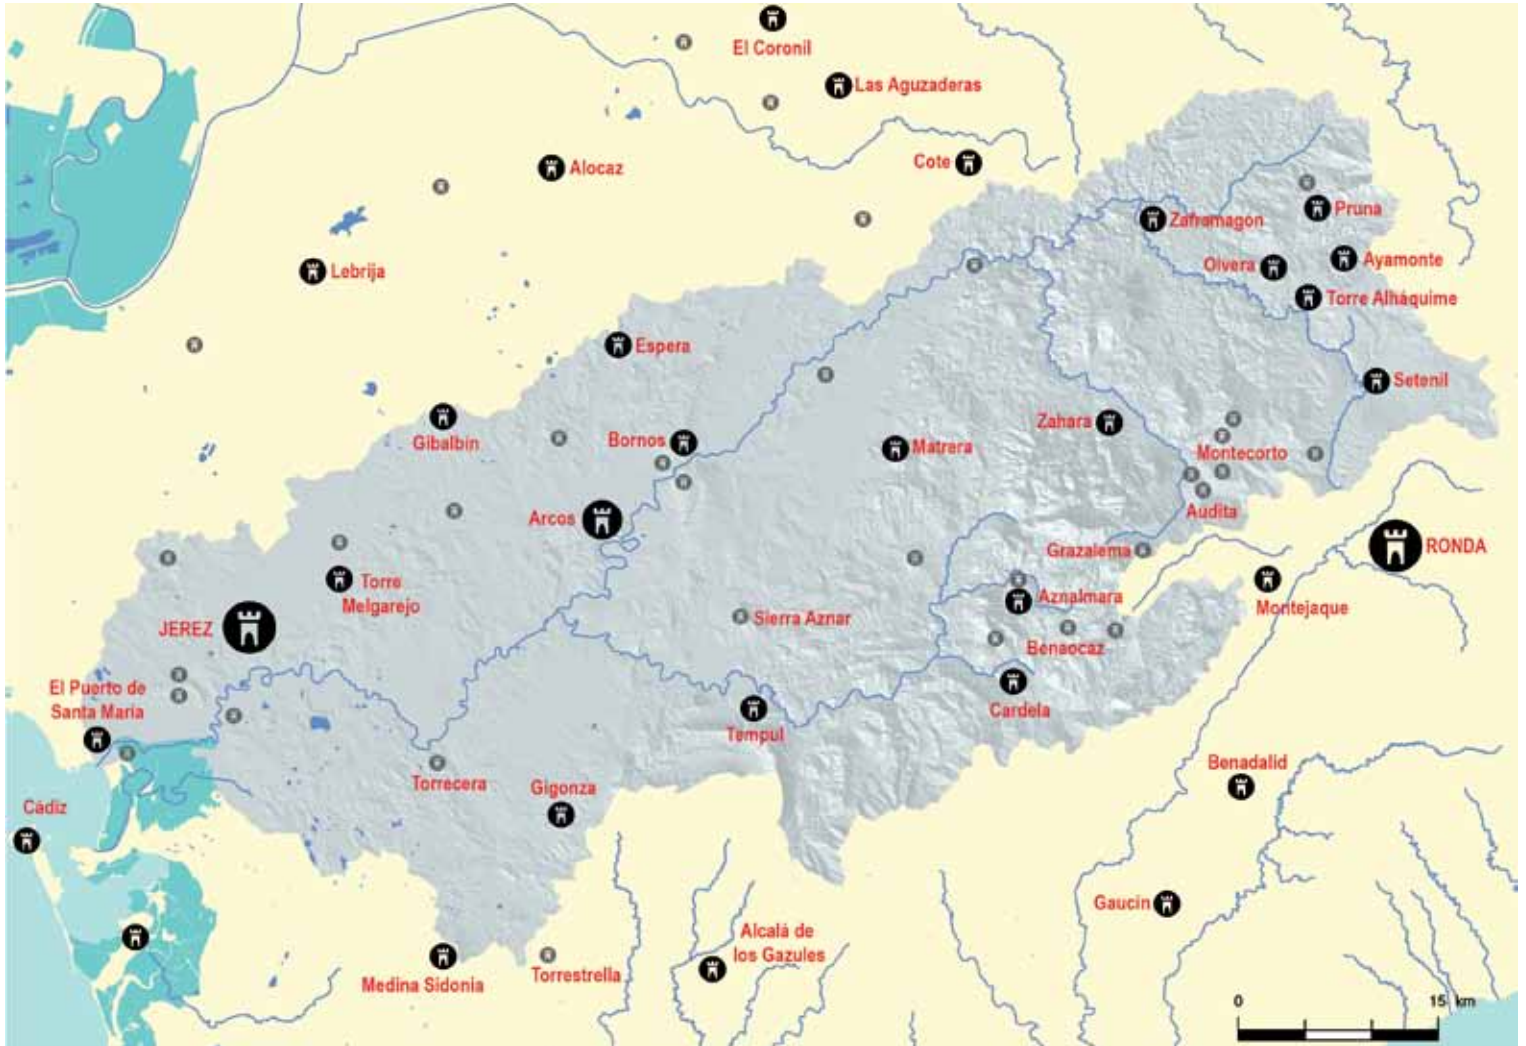 El Coronil
Las Aguzaderas
Cote
Alocaz
Pruna
Zaframagon
Ayamonte
Olvera
Lebrija
Torre Alháquime
Espera
Setenil
Zahara
Gibalbín
Bornos
Matrera
Montecorto
Arcos
Audita
RONDA
Grazalema
Torre
Melgarejo
Aznalmara
Montejaque
JEREZ
Sierra Aznar
Benaocaz
El Puerto de
Santa María
Cardela
Tempul
Benadalid
Torrecera
Gigonza
Cádiz
Gaucín
Alcalá de
los Gazules
Torrestrella
Medina Sidonia
0 15 km